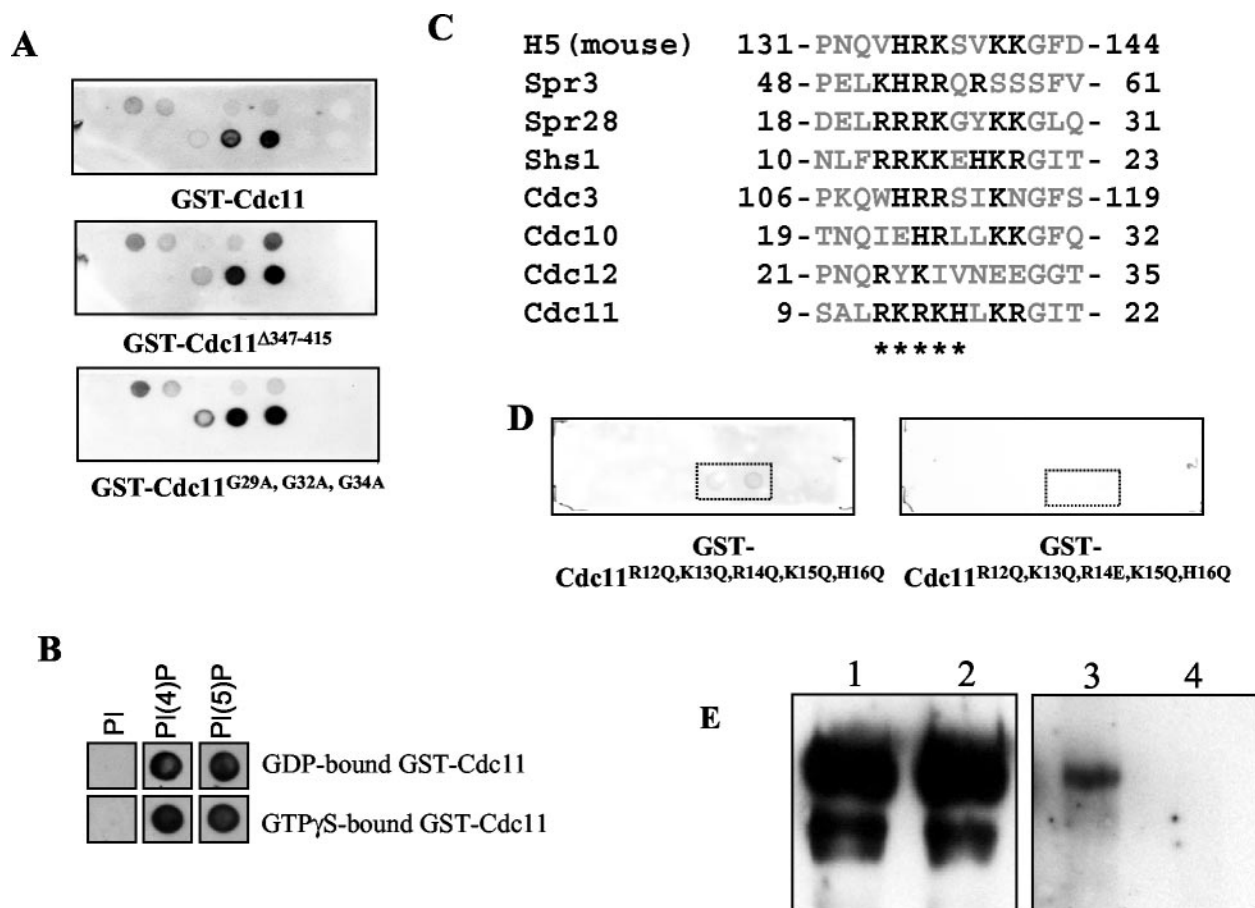 A
GST-Cdc11
GST-Cdc11Δ347-415
GST-Cdc11G29A, G32A, G34A
B
PI
PI(4)P
PI(5)P
GDP-bound GST-Cdc11
GTPγS-bound GST-Cdc11
C
H5(mouse) 131-PNQVHRKSVKKGFD-144
Spr3 48-PELKHRRQRSSSFV- 61
Spr28 18-DELRRRKGYKKGLQ- 31
Shs1 10-NLFRRKKEHKRGIT- 23
Cdc3 106-PKQWHRRSIKNGFS-119
Cdc10 19-TNQIEHRLLKKGFQ- 32
Cdc12 21-PNQRYKIVNEEGGT- 35
Cdc11 9-SALRKRKHLKRGIT- 22
*****
D
GST-
Cdc11R12Q,K13Q,R14Q,K15Q,H16Q
GST-
Cdc11R12Q,K13Q,R14E,K15Q,H16Q
E
1 2 3 4